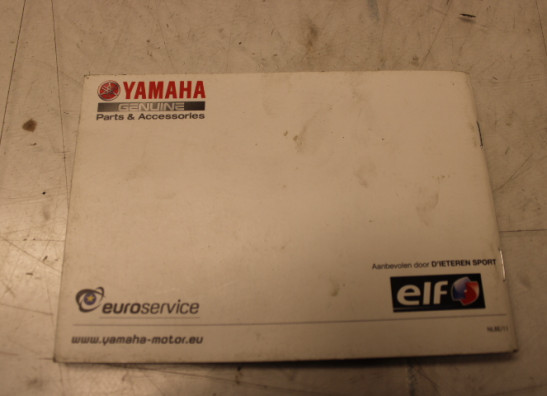 YAMAHA
GENUINE
Parts & Accessories
Aanbevolen door D'IETEREN SPORT
elf
euroservice
www.yamaha-motor.eu